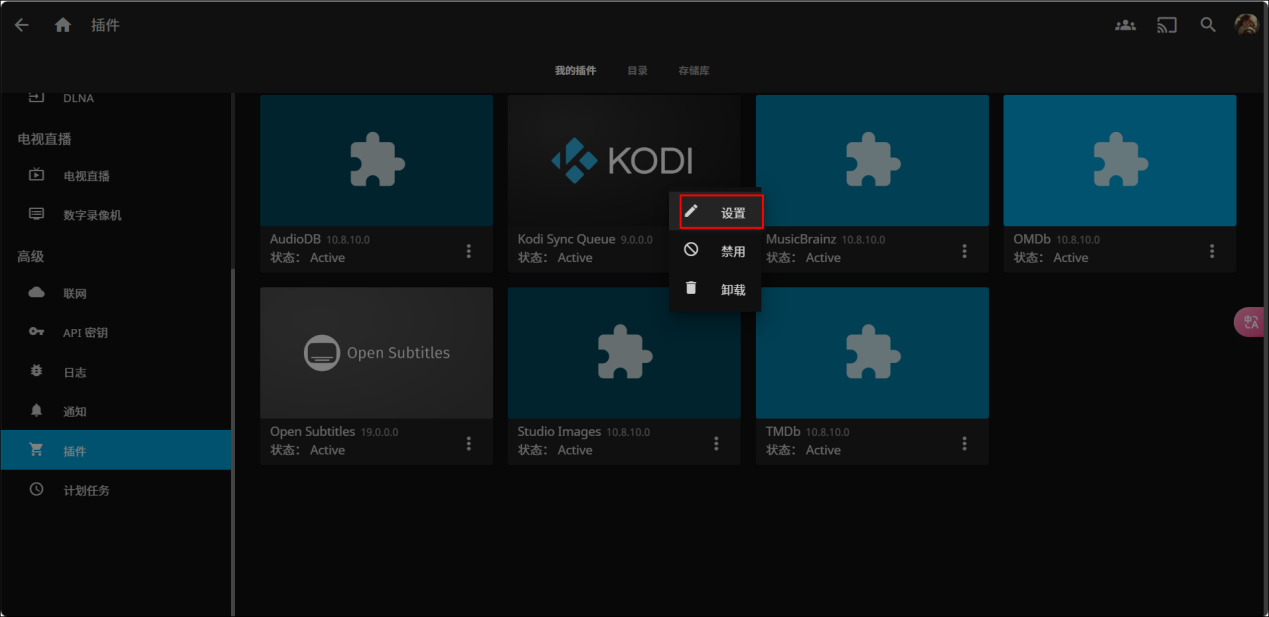 插件
我的插件 目录 存储库
DLNA
电视直播
电视直播
数字录像机
高级
联网
API 密钥
日志
通知
插件
计划任务
KODI
AudioDB 10.8.10.0
状态： Active
Kodi Sync Queue 9.0.0.0
状态： Active
MusicBrainz 10.8.10.0
状态： Active
OMDb 10.8.10.0
状态： Active
设置
禁用
卸载
Open Subtitles
Open Subtitles 19.0.0.0
状态： Active
Studio Images 10.8.10.0
状态： Active
TMDb 10.8.10.0
状态： Active
中 A